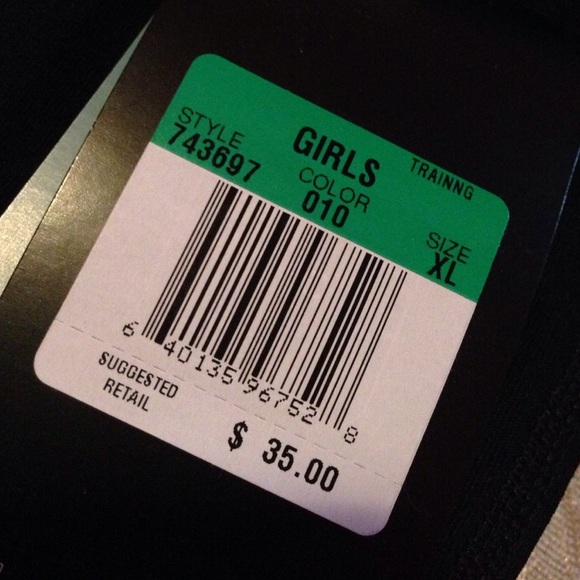 GIRLS TRAINNG
STYLE COLOR SIZE
743697 010 XL
6 40135 96752 8
SUGGESTED
RETAIL
$ 35.00